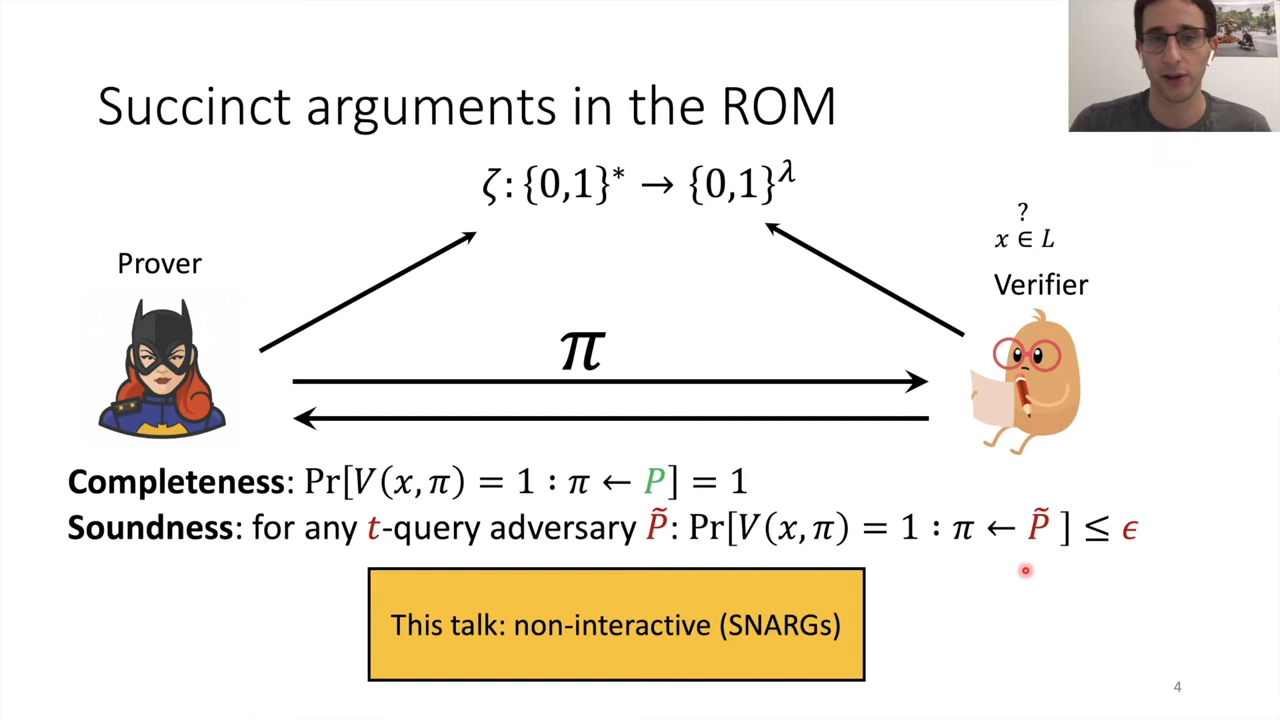 Succinct arguments in the ROM
ζ: {0,1}* → {0,1}^λ
?
x ∈ L
Prover
Verifier
π
Completeness: Pr[V(x, π) = 1 : π ← P] = 1
Soundness: for any t-query adversary P̃: Pr[V(x, π) = 1 : π ← P̃ ] ≤ ϵ
This talk: non-interactive (SNARGs)
4